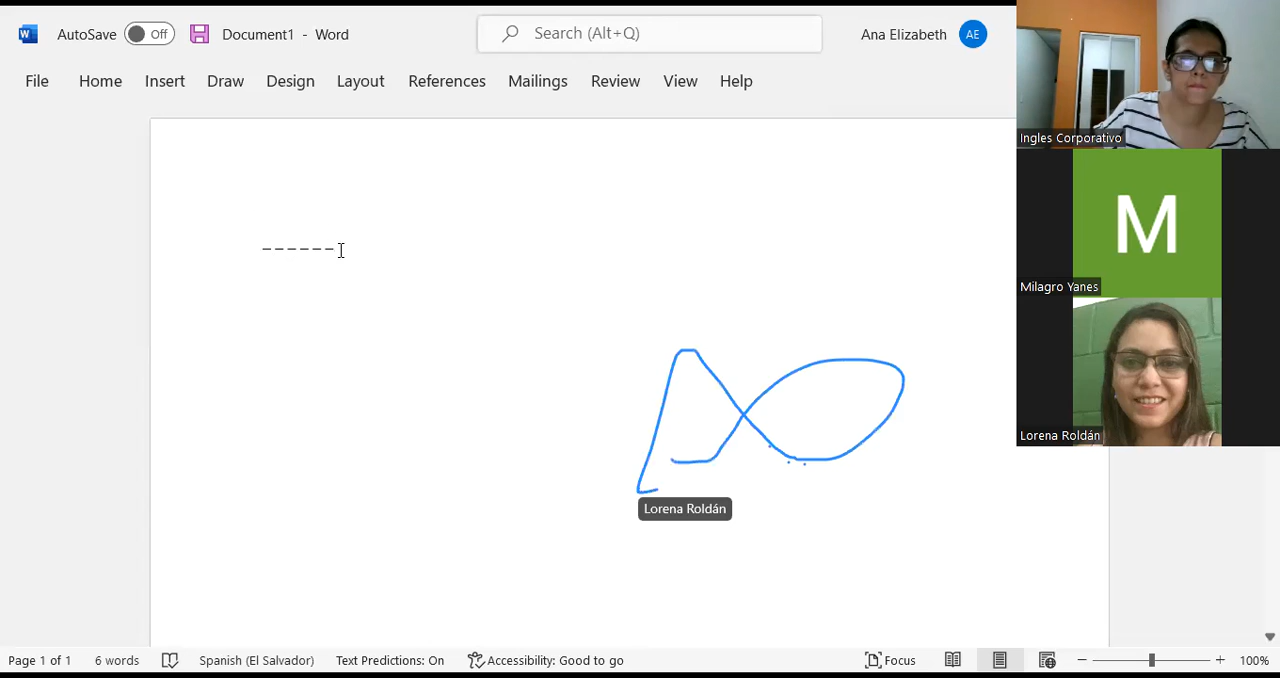 AutoSave Off Document1 - Word Search (Alt+Q) Ana Elizabeth AE
File Home Insert Draw Design Layout References Mailings Review View Help
Ingles Corporativo
------
M
Milagro Yanes
Lorena Roldán
Lorena Roldán
Page 1 of 1 6 words Spanish (El Salvador) Text Predictions: On Accessibility: Good to go Focus 100%